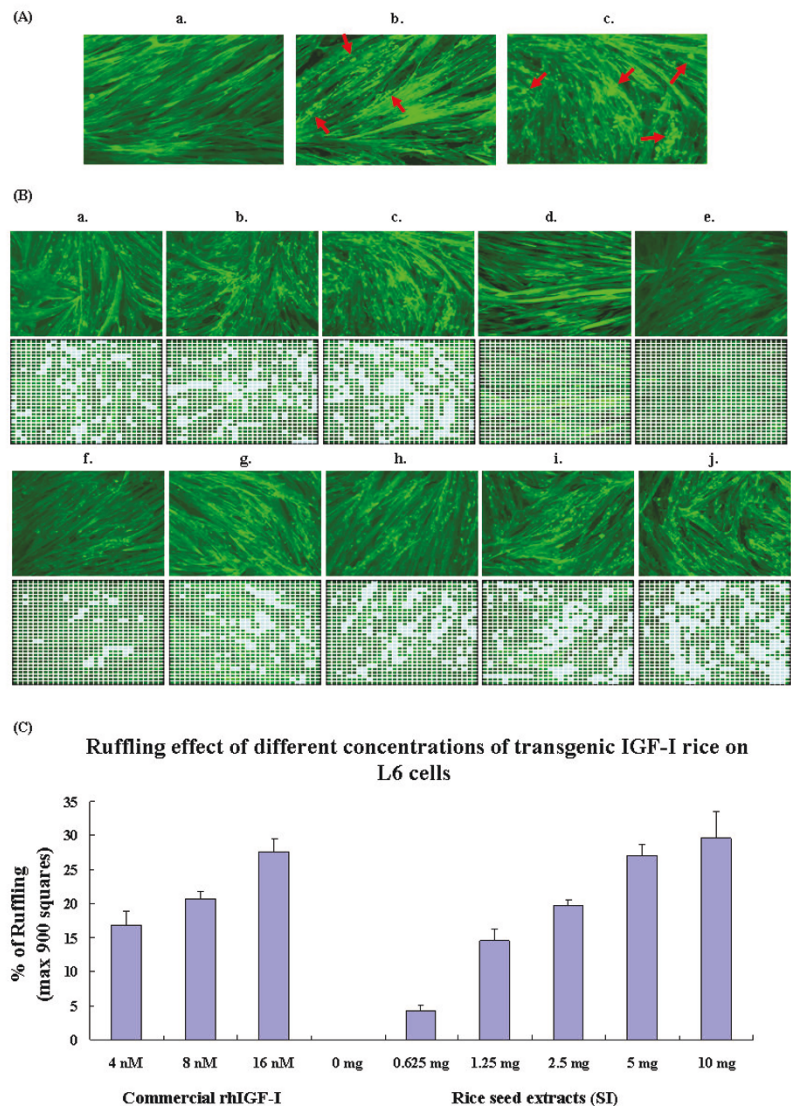 (A)
a. b. c.
(B)
a. b. c. d. e.
f. g. h. i. j.
(C)
Ruffling effect of different concentrations of transgenic IGF-I rice on
L6 cells
% of Ruffling
(max 900 squares)
35
30
25
20
15
10
5
0
4 nM 8 nM 16 nM 0 mg 0.625 mg 1.25 mg 2.5 mg 5 mg 10 mg
Commercial rhIGF-I Rice seed extracts (SI)